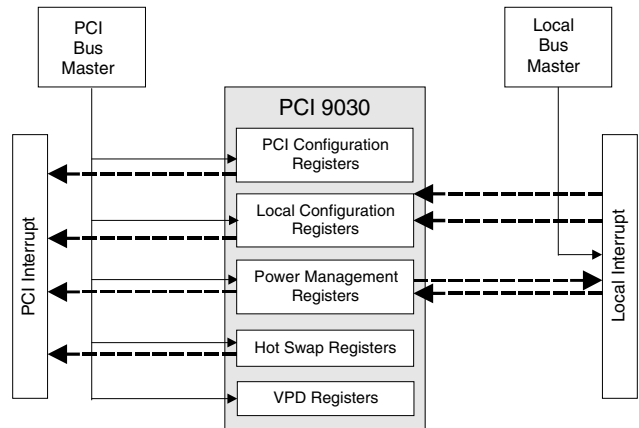 PCI
Bus
Master
Local
Bus
Master
PCI 9030
PCI Configuration
Registers
Local Configuration
Registers
Power Management
Registers
Hot Swap Registers
VPD Registers
PCI Interrupt
Local Interrupt